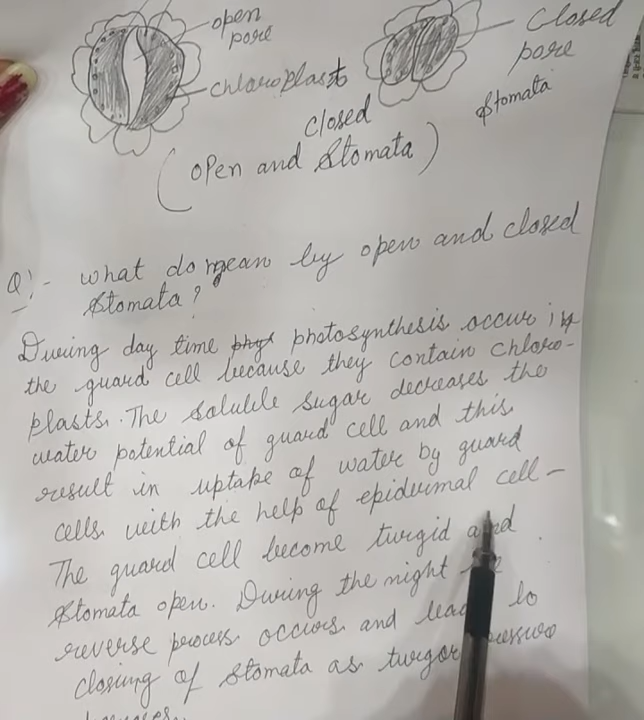 open
pore
chloroplasts
Closed
pore
Stomata
closed
(open and Stomata)
Q:- what do mean by open and closed
Stomata?
During day time photosynthesis occur in
the guard cell because they contain chloro-
plasts. The Solubile sugar decreases the
water potential of guard cell and this
result in uptake of water by guard
cells with the help of epidermal cell -
The guard cell become turgid and
Stomata open. During the night
reverse process occurs and lead to
closing of Stomata as turgor